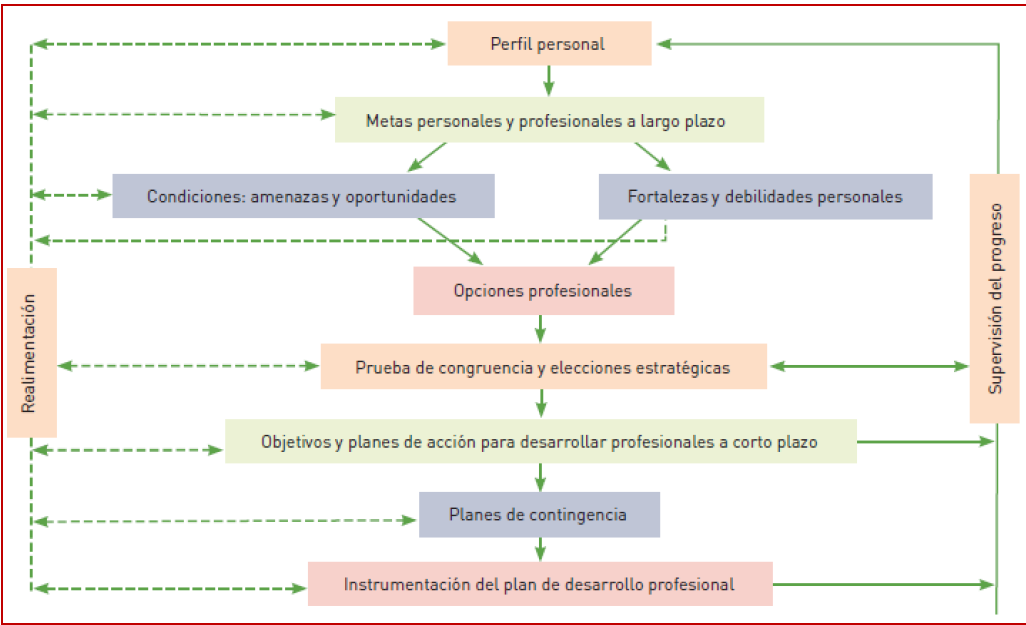 Perfil personal
Metas personales y profesionales a largo plazo
Condiciones: amenazas y oportunidades
Fortalezas y debilidades personales
Opciones profesionales
Realimentación
Supervisión del progreso
Prueba de congruencia y elecciones estratégicas
Objetivos y planes de acción para desarrollar profesionales a corto plazo
Planes de contingencia
Instrumentación del plan de desarrollo profesional